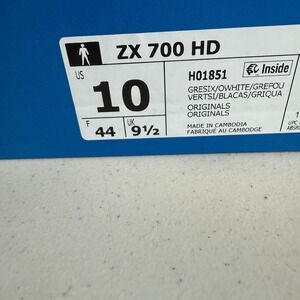 ZX 700 HD
US
10
F
44
UK
9½
H01851
Inside
GRESIX/OWHITE/GREFOU
VERTSI/BLACAS/GRIQUA
ORIGINALS
ORIGINALS
MADE IN CAMBODIA
FABRIQUÉ AU CAMBODGE